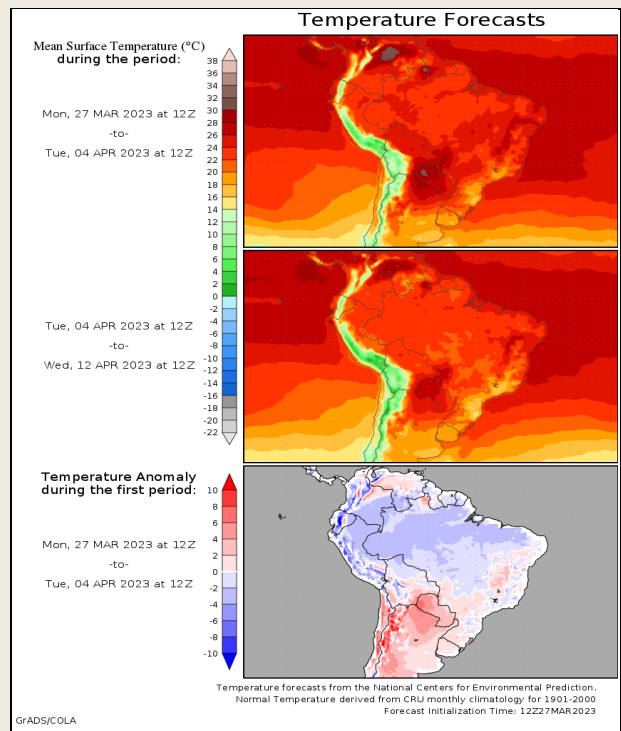 Temperature Forecasts
Mean Surface Temperature (°C)
during the period:
Mon, 27 MAR 2023 at 12Z
-to-
Tue, 04 APR 2023 at 12Z
38
36
34
32
30
28
26
24
22
20
18
16
14
12
10
8
6
4
2
0
-2
-4
-6
-8
-10
-12
-14
-16
-18
-20
-22
Tue, 04 APR 2023 at 12Z
-to-
Wed, 12 APR 2023 at 12Z
Temperature Anomaly
during the first period:
Mon, 27 MAR 2023 at 12Z
-to-
Tue, 04 APR 2023 at 12Z
10
8
6
4
2
0
-2
-4
-6
-8
-10
Temperature forecasts from the National Centers for Environmental Prediction.
Normal Temperature derived from CRU monthly climatology for 1901-2000
Forecast Initialization Time: 12Z27MAR2023
GrADS/COLA